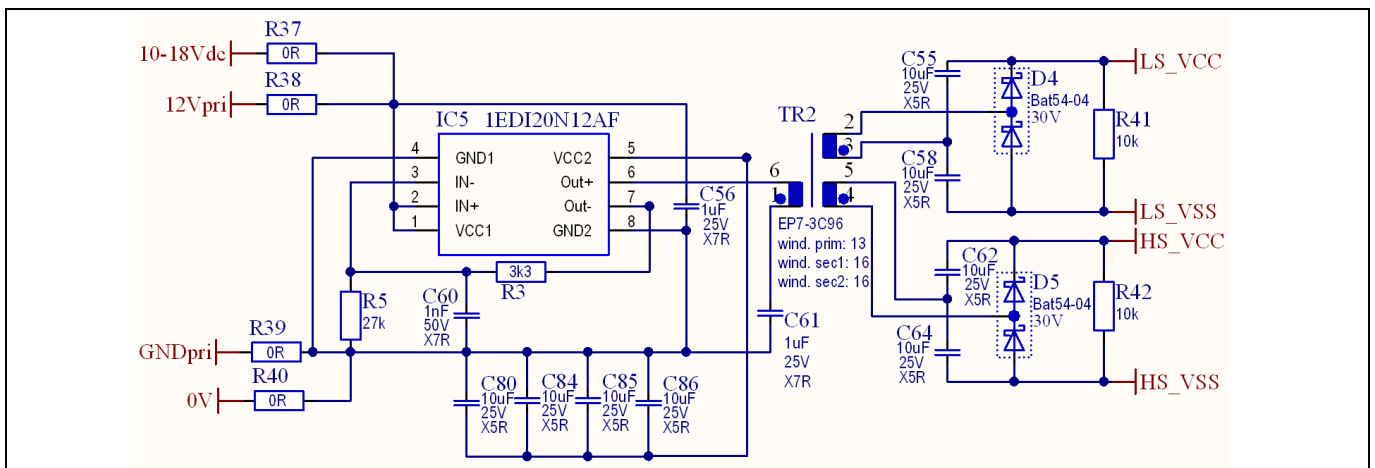 R37
10-18Vdc
0R
R38
12Vpri
0R
IC5 1EDI20N12AF
4 GND1 VCC2 5
3 IN- Out+ 6
2 IN+ Out- 7
1 VCC1 GND2 8
C56
1uF
25V
X7R
3k3
R3
R5
27k
C60
1nF
50V
X7R
R39
GNDpri
0R
R40
0V
0R
C80
10uF
25V
X5R
C84
10uF
25V
X5R
C85
10uF
25V
X5R
C86
10uF
25V
X5R
C61
1uF
25V
X7R
TR2
2
3
6
5
1
4
EP7-3C96
wind. prim: 13
wind. sec1: 16
wind. sec2: 16
C55
10uF
25V
X5R
C58
10uF
25V
X5R
D4
Bat54-04
30V
R41
10k
LS_VCC
LS_VSS
HS_VCC
C62
10uF
25V
X5R
C64
10uF
25V
X5R
D5
Bat54-04
30V
R42
10k
HS_VSS